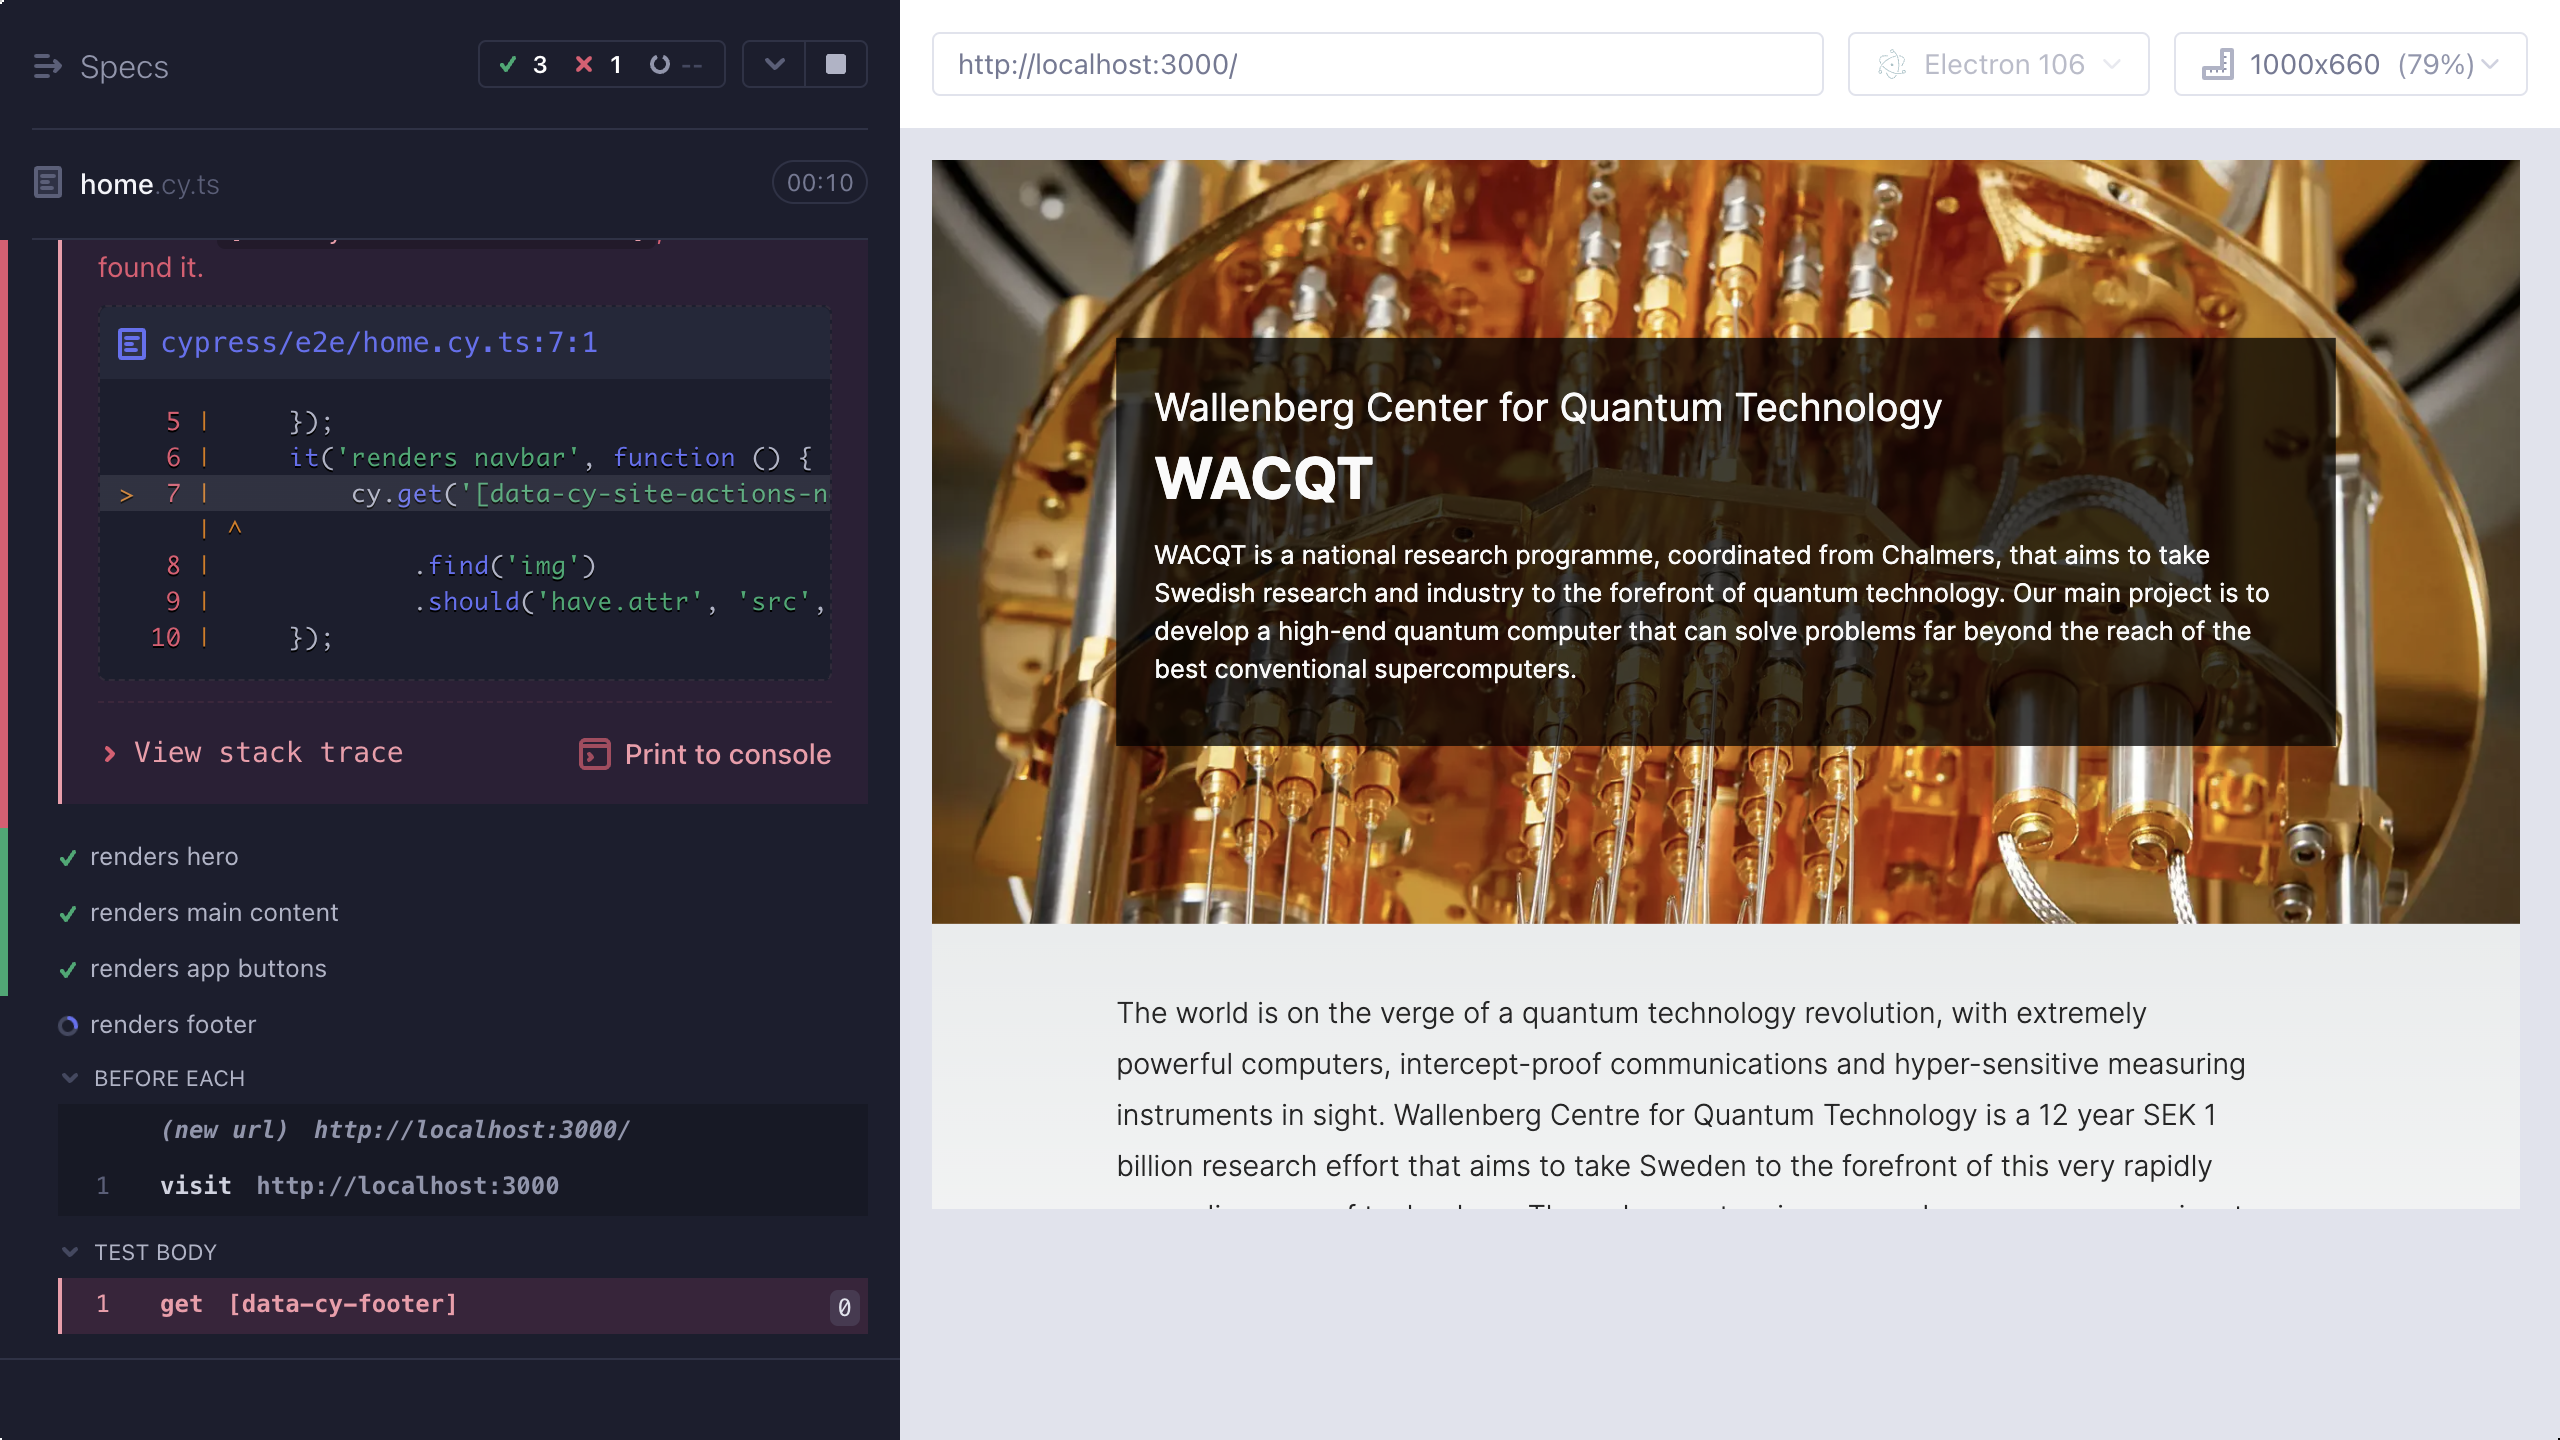 Specs
3 1 --
home.cy.ts
00:10
found it.
cypress/e2e/home.cy.ts:7:1
5 | });
6 | it('renders navbar', function () {
> 7 | cy.get('[data-cy-site-actions-n
| ^
8 | .find('img')
9 | .should('have.attr', 'src',
10 | });
View stack trace
Print to console
renders hero
renders main content
renders app buttons
renders footer
BEFORE EACH
(new url) http://localhost:3000/
1 visit http://localhost:3000
TEST BODY
1 get [data-cy-footer] 0
http://localhost:3000/
Electron 106
1000x660 (79%)
Wallenberg Center for Quantum Technology
WACQT
WACQT is a national research programme, coordinated from Chalmers, that aims to take
Swedish research and industry to the forefront of quantum technology. Our main project is to
develop a high-end quantum computer that can solve problems far beyond the reach of the
best conventional supercomputers.
The world is on the verge of a quantum technology revolution, with extremely
powerful computers, intercept-proof communications and hyper-sensitive measuring
instruments in sight. Wallenberg Centre for Quantum Technology is a 12 year SEK 1
billion research effort that aims to take Sweden to the forefront of this very rapidly